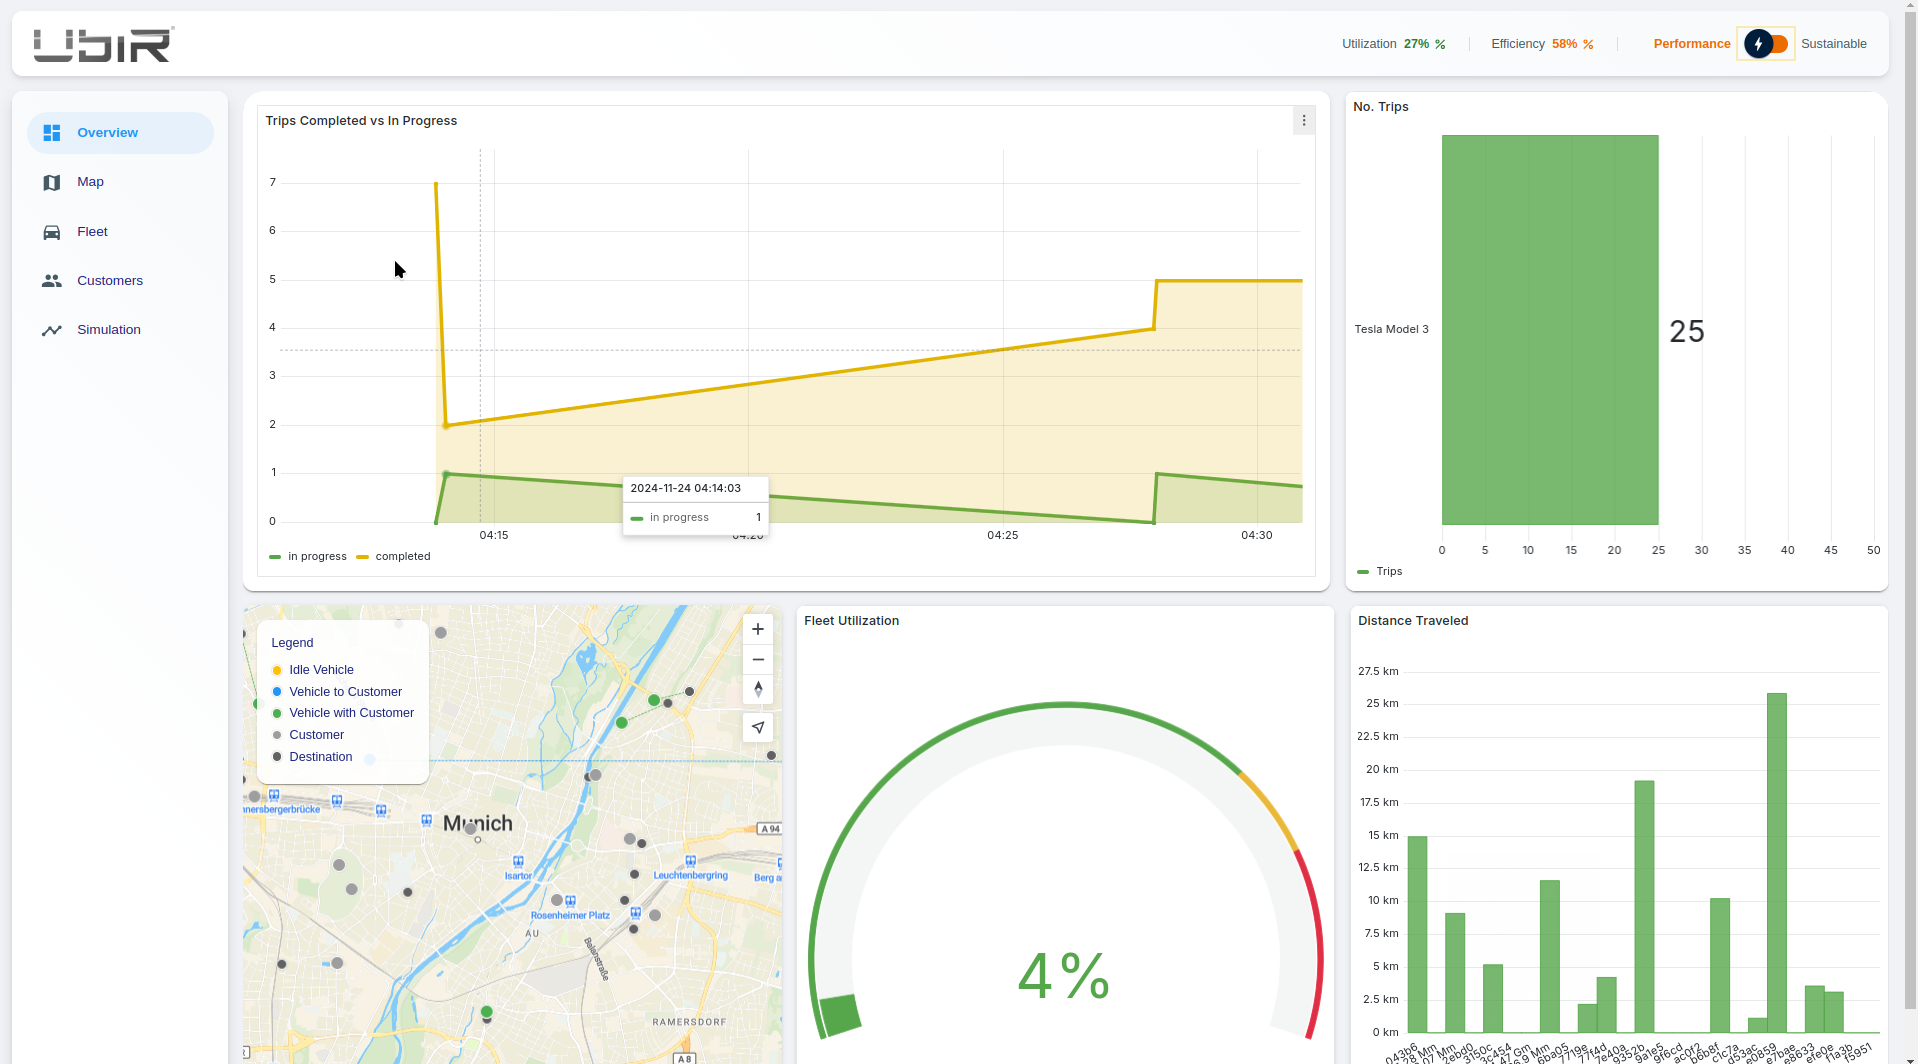 UbiR
Utilization 27% %
Efficiency 58% %
Performance
Sustainable
Overview
Map
Fleet
Customers
Simulation
Trips Completed vs In Progress
7
6
5
4
3
2
1
0
04:15
04:20
04:25
04:30
2024-11-24 04:14:03
in progress 1
in progress completed
No. Trips
Tesla Model 3
25
0 5 10 15 20 25 30 35 40 45 50
Trips
Legend
Idle Vehicle
Vehicle to Customer
Vehicle with Customer
Customer
Destination
nnersbergerbrücke
Munich
A 94
Isartor
Leuchtenbergring
Berg a
Rosenheimer Platz
AU
Balanstraße
RAMERSDORF
A 8
Fleet Utilization
4%
Distance Traveled
27.5 km
25 km
22.5 km
20 km
17.5 km
15 km
12.5 km
10 km
7.5 km
5 km
2.5 km
0 km